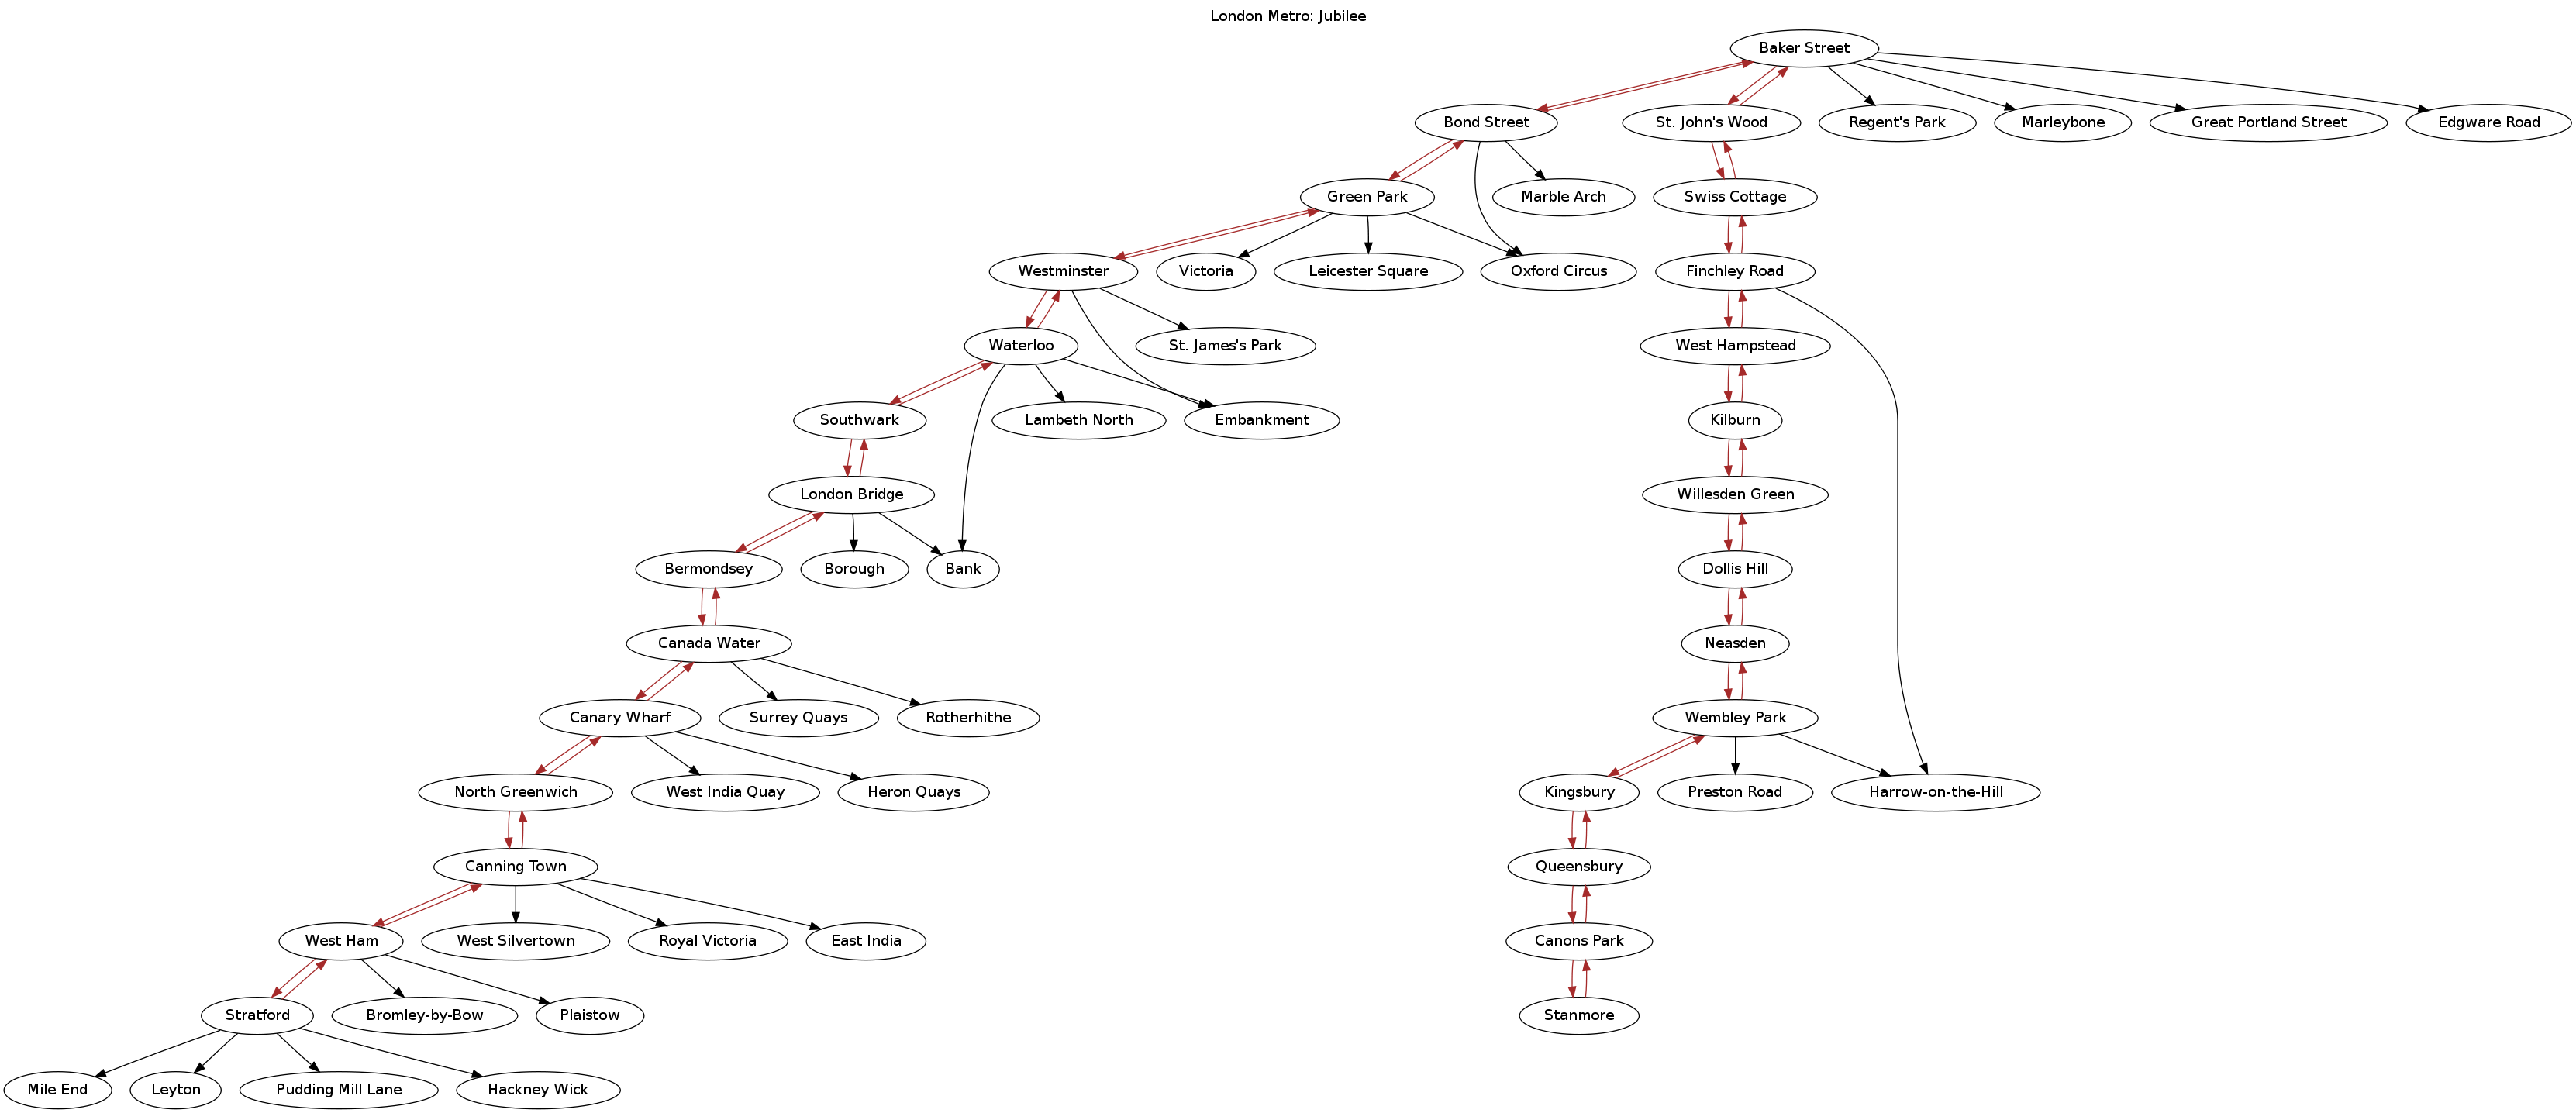 London Metro: Jubilee
Baker Street
Bond Street
St. John's Wood
Regent's Park
Marleybone
Great Portland Street
Edgware Road
Green Park
Marble Arch
Swiss Cottage
Westminster
Victoria
Leicester Square
Oxford Circus
Finchley Road
Waterloo
St. James's Park
West Hampstead
Southwark
Lambeth North
Embankment
Kilburn
London Bridge
Willesden Green
Bermondsey
Borough
Bank
Dollis Hill
Canada Water
Neasden
Canary Wharf
Surrey Quays
Rotherhithe
Wembley Park
North Greenwich
West India Quay
Heron Quays
Kingsbury
Preston Road
Harrow-on-the-Hill
Canning Town
Queensbury
West Ham
West Silvertown
Royal Victoria
East India
Canons Park
Stratford
Bromley-by-Bow
Plaistow
Stanmore
Mile End
Leyton
Pudding Mill Lane
Hackney Wick